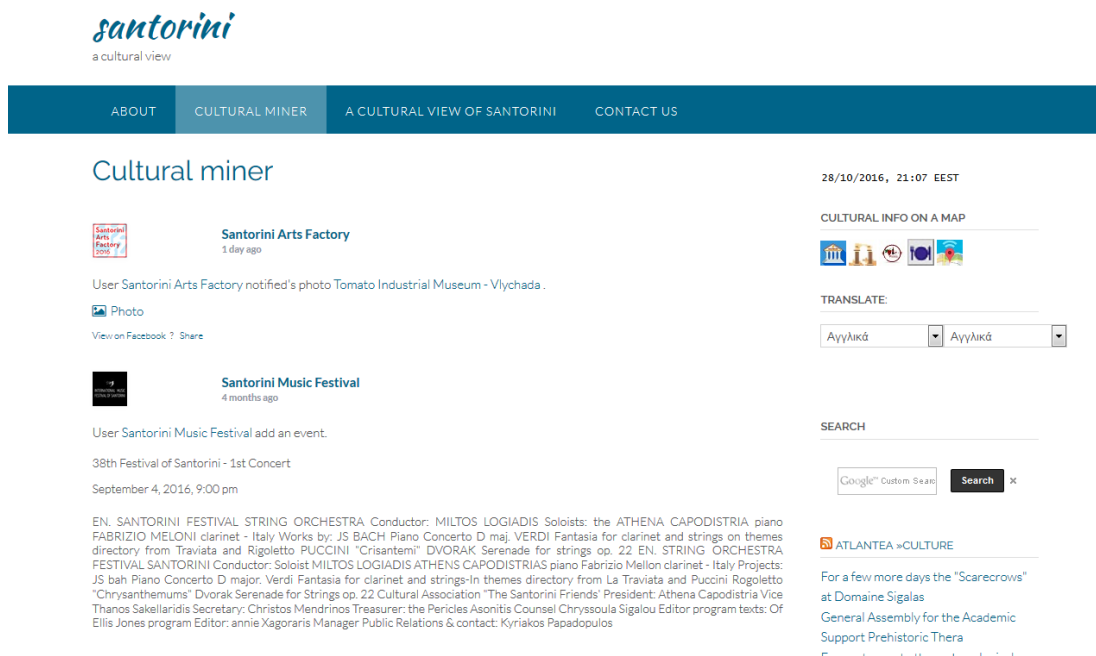 santorini
a cultural view
ABOUT
CULTURAL MINER
A CULTURAL VIEW OF SANTORINI
CONTACT US
Cultural miner
Santorini Arts Factory 2016
Santorini Arts Factory
1 day ago
User Santorini Arts Factory notified's photo Tomato Industrial Museum - Vlychada .
Photo
View on Facebook ? Share
Santorini Music Festival
4 months ago
User Santorini Music Festival add an event.
38th Festival of Santorini - 1st Concert
September 4, 2016, 9:00 pm
EN. SANTORINI FESTIVAL STRING ORCHESTRA Conductor: MILTOS LOGIADIS Soloists: the ATHENA CAPODISTRIA piano
FABRIZIO MELONI clarinet - Italy Works by: JS BACH Piano Concerto D maj. VERDI Fantasia for clarinet and strings on themes
directory from Traviata and Rigoletto PUCCINI "Crisantemi" DVORAK Serenade for strings op. 22 EN. STRING ORCHESTRA
FESTIVAL SANTORINI Conductor: Soloist MILTOS LOGIADIS ATHENS CAPODISTRIAS piano Fabrizio Mellon clarinet - Italy Projects:
JS bah Piano Concerto D major. Verdi Fantasia for clarinet and strings-In themes directory from La Traviata and Puccini Rogoletto
"Chrysanthemums" Dvorak Serenade for Strings op. 22 Cultural Association "The Santorini Friends' President: Athena Capodistria Vice
Thanos Sakellaridis Secretary: Christos Mendrinos Treasurer: the Pericles Asonitis Counsel Chryssoula Sigalou Editor program texts: Of
Ellis Jones program Editor: annie Xagoraris Manager Public Relations & contact: Kyriakos Papadopulos
28/10/2016, 21:07 EEST
CULTURAL INFO ON A MAP
TRANSLATE:
Αγγλικά
Αγγλικά
SEARCH
Google™ Custom Searc
Search
×
ATLANTEA »CULTURE
For a few more days the "Scarecrows"
at Domaine Sigalas
General Assembly for the Academic
Support Prehistoric Thera